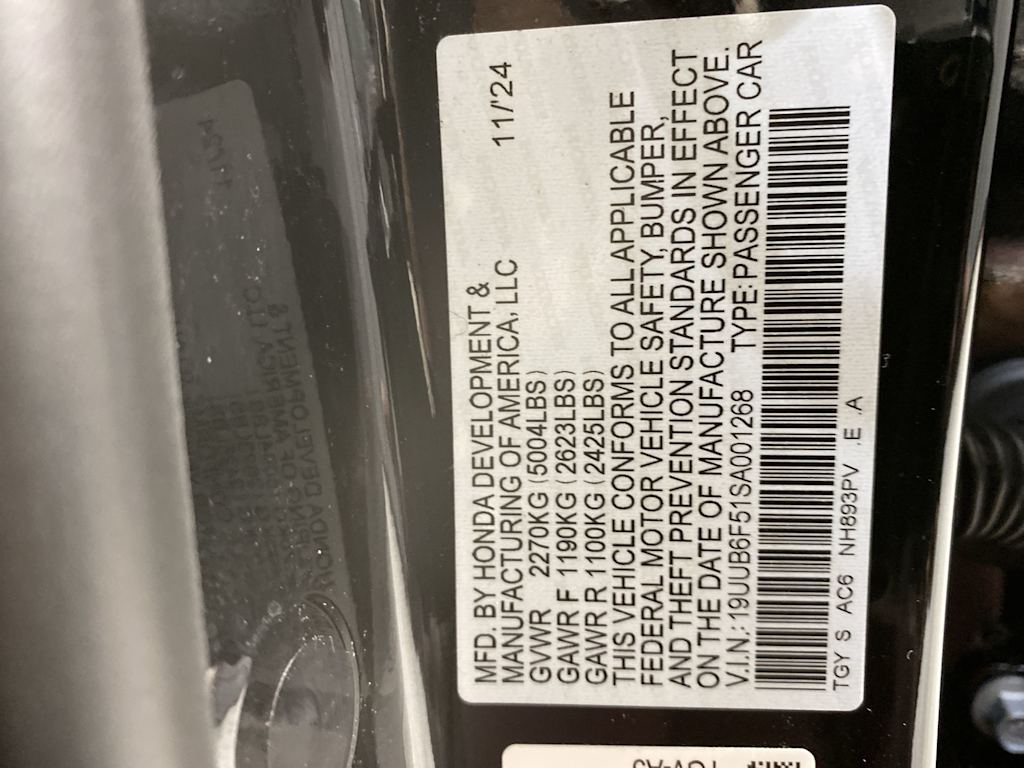 MFD. BY HONDA DEVELOPMENT &
MANUFACTURING OF AMERICA, LLC 11/'24
GVWR 2270KG (5004LBS)
GAWR F 1190KG (2623LBS)
GAWR R 1100KG (2425LBS)
THIS VEHICLE CONFORMS TO ALL APPLICABLE
FEDERAL MOTOR VEHICLE SAFETY, BUMPER,
AND THEFT PREVENTION STANDARDS IN EFFECT
ON THE DATE OF MANUFACTURE SHOWN ABOVE.
V.I.N.: 19UUB6F51SA001268 TYPE: PASSENGER CAR
TGY S AC6 NH893PV .E .A